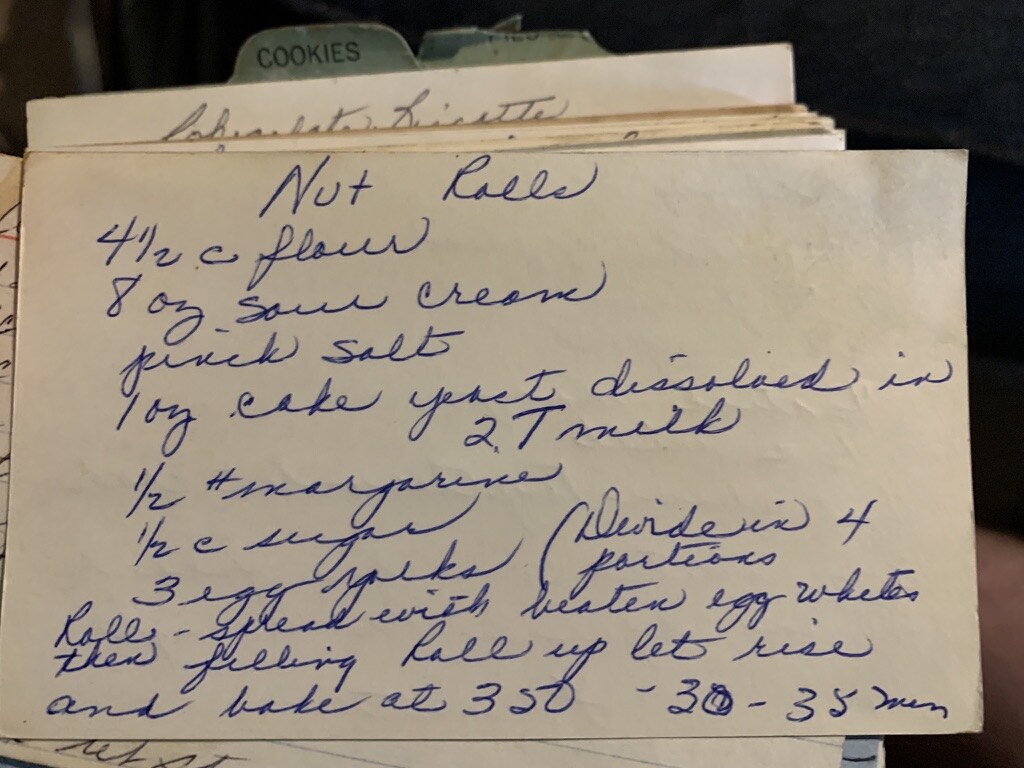 COOKIES
Nut Rolls
4 1/2 c flour
8 oz sour cream
pinch salt
1 oz cake yeast dissolved in
2 T milk
1/2 # margarine
1/2 c sugar (Divide in 4
3 egg yolks portions
Roll - spread with beaten egg whites
then filling Roll up let rise
and bake at 350 - 30 - 35 min